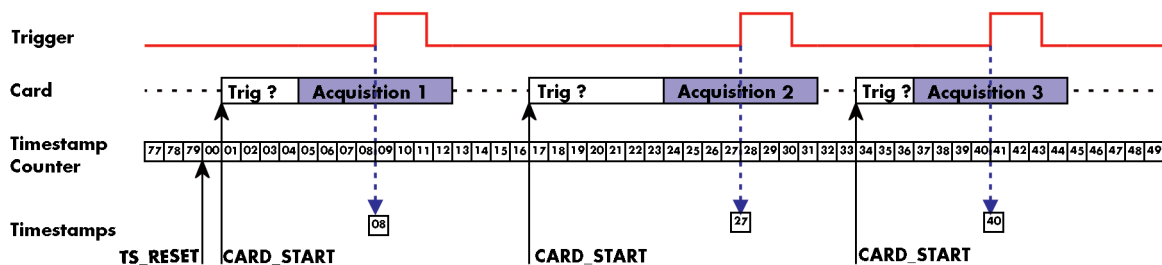 Trigger
Card
Trig ? Acquisition 1 Trig ? Acquisition 2 Trig ? Acquisition 3
Timestamp
Counter
77 78 79 00 01 02 03 04 05 06 07 08 09 10 11 12 13 14 15 16 17 18 19 20 21 22 23 24 25 26 27 28 29 30 31 32 33 34 35 36 37 38 39 40 41 42 43 44 45 46 47 48 49
Timestamps
08 27 40
TS_RESET CARD_START CARD_START CARD_START